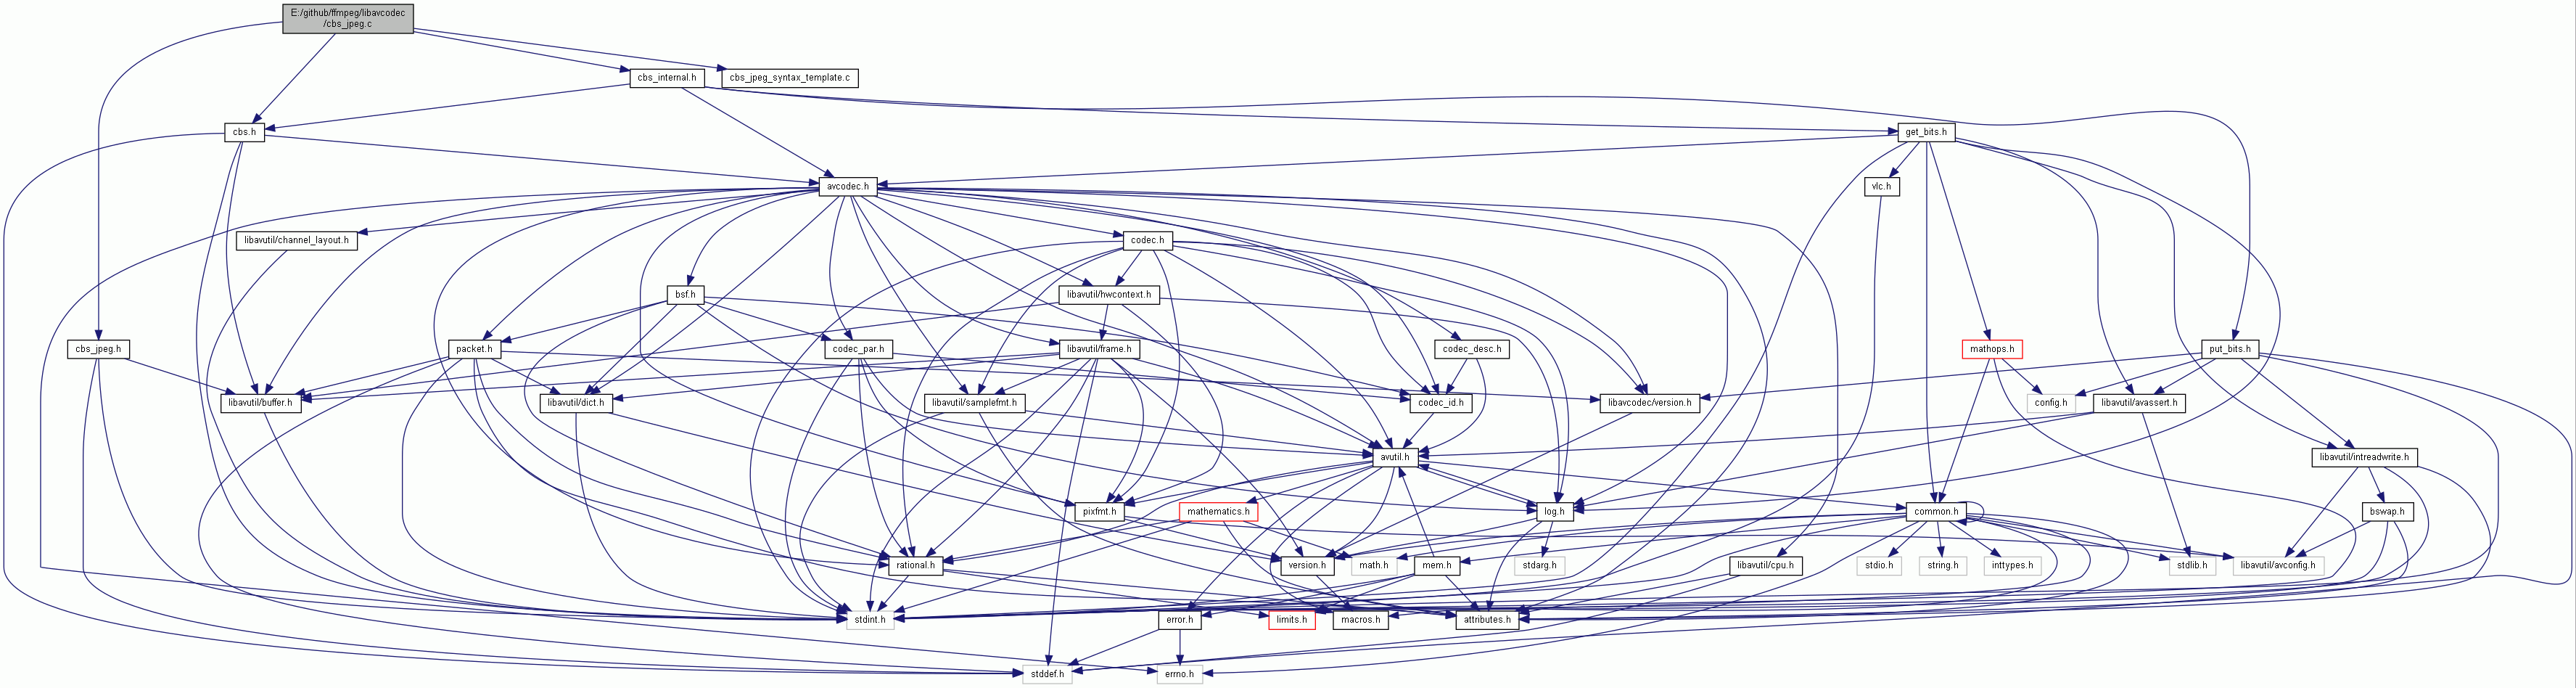 E:/github/ffmpeg/libavcodec
/cbs_jpeg.c
cbs_internal.h
cbs_jpeg_syntax_template.c
cbs.h
get_bits.h
avcodec.h
vlc.h
libavutil/channel_layout.h
codec.h
bsf.h
libavutil/hwcontext.h
cbs_jpeg.h
packet.h
codec_par.h
libavutil/frame.h
codec_desc.h
mathops.h
put_bits.h
libavutil/buffer.h
libavutil/dict.h
libavutil/samplefmt.h
codec_id.h
libavcodec/version.h
config.h
libavutil/avassert.h
avutil.h
libavutil/intreadwrite.h
pixfmt.h
mathematics.h
log.h
common.h
bswap.h
rational.h
version.h
math.h
mem.h
stdarg.h
libavutil/cpu.h
stdio.h
string.h
inttypes.h
stdlib.h
libavutil/avconfig.h
stdint.h
error.h
limits.h
macros.h
attributes.h
stddef.h
errno.h